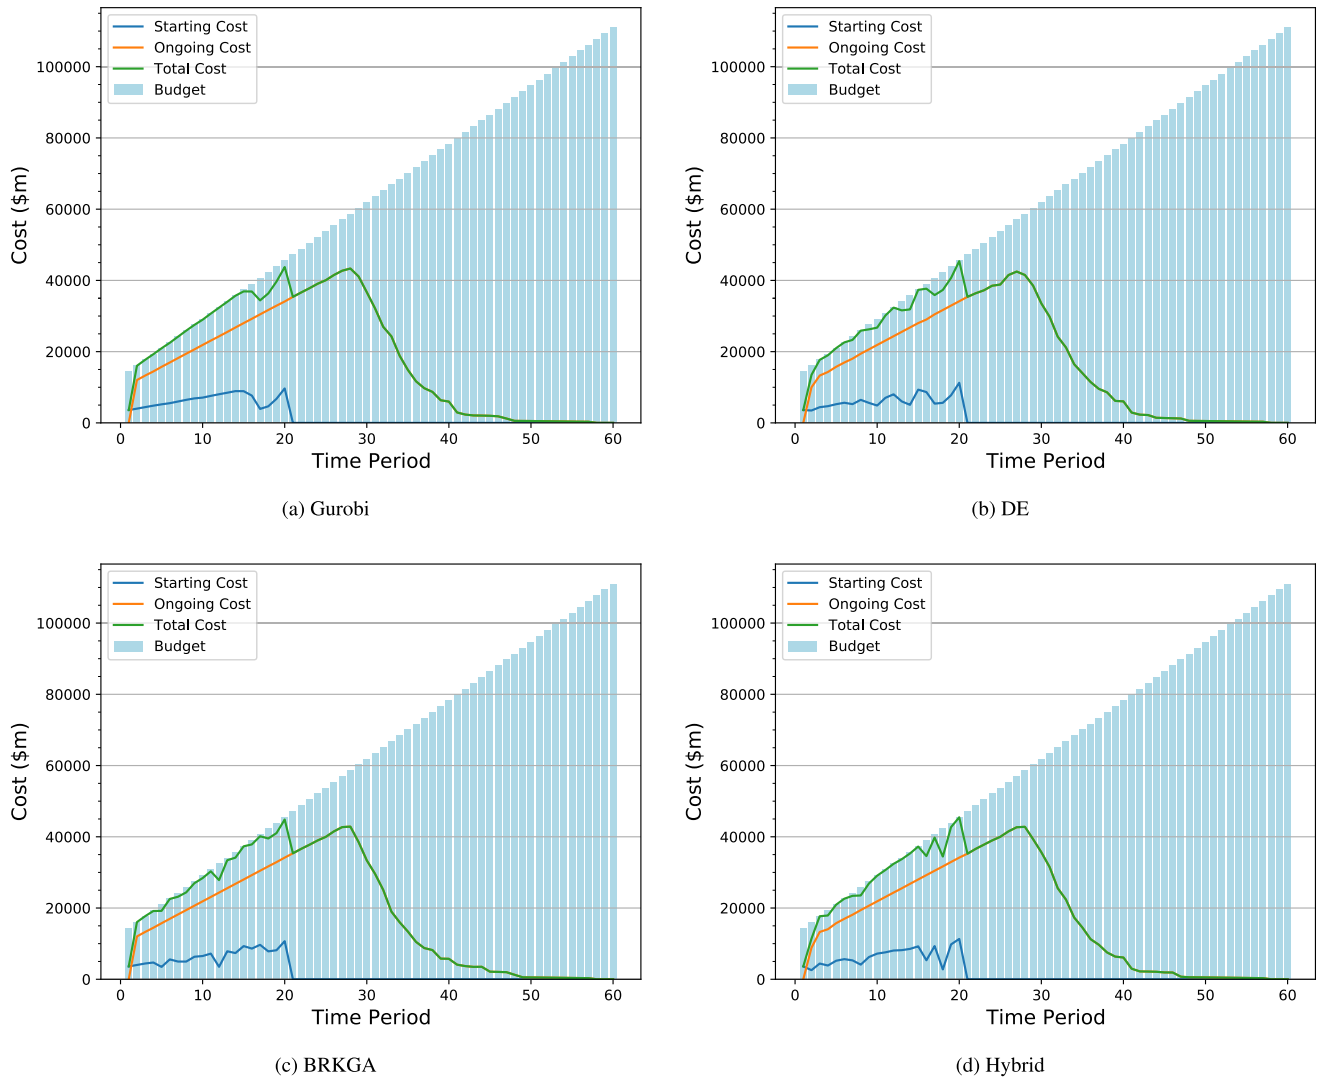 Starting Cost
Ongoing Cost
Total Cost
Budget
100000
80000
60000
40000
20000
0
Cost ($m)
0 10 20 30 40 50 60
Time Period
(a) Gurobi
Starting Cost
Ongoing Cost
Total Cost
Budget
100000
80000
60000
40000
20000
0
Cost ($m)
0 10 20 30 40 50 60
Time Period
(b) DE
Starting Cost
Ongoing Cost
Total Cost
Budget
100000
80000
60000
40000
20000
0
Cost ($m)
0 10 20 30 40 50 60
Time Period
(c) BRKGA
Starting Cost
Ongoing Cost
Total Cost
Budget
100000
80000
60000
40000
20000
0
Cost ($m)
0 10 20 30 40 50 60
Time Period
(d) Hybrid